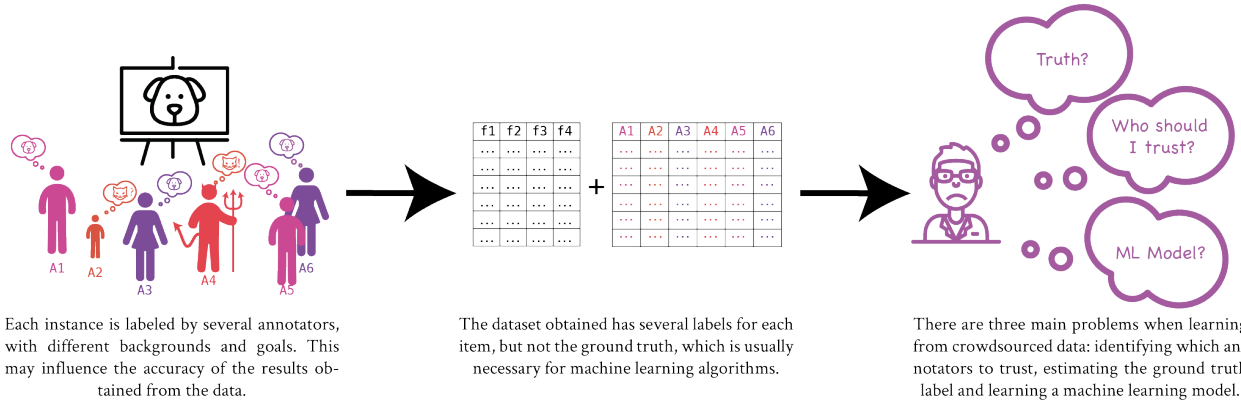 Truth?
Who should
I trust?
ML Model?
A1
A2
A3
A4
A5
A6
f1 f2 f3 f4
... ... ... ...
... ... ... ...
... ... ... ...
... ... ... ...
... ... ... ...
... ... ... ...
+
A1 A2 A3 A4 A5 A6
... ... ... ... ... ...
... ... ... ... ... ...
... ... ... ... ... ...
... ... ... ... ... ...
... ... ... ... ... ...
... ... ... ... ... ...
Each instance is labeled by several annotators,
with different backgrounds and goals. This
may influence the accuracy of the results ob-
tained from the data.
The dataset obtained has several labels for each
item, but not the ground truth, which is usually
necessary for machine learning algorithms.
There are three main problems when learning
from crowdsourced data: identifying which an
notators to trust, estimating the ground truth
label and learning a machine learning model.